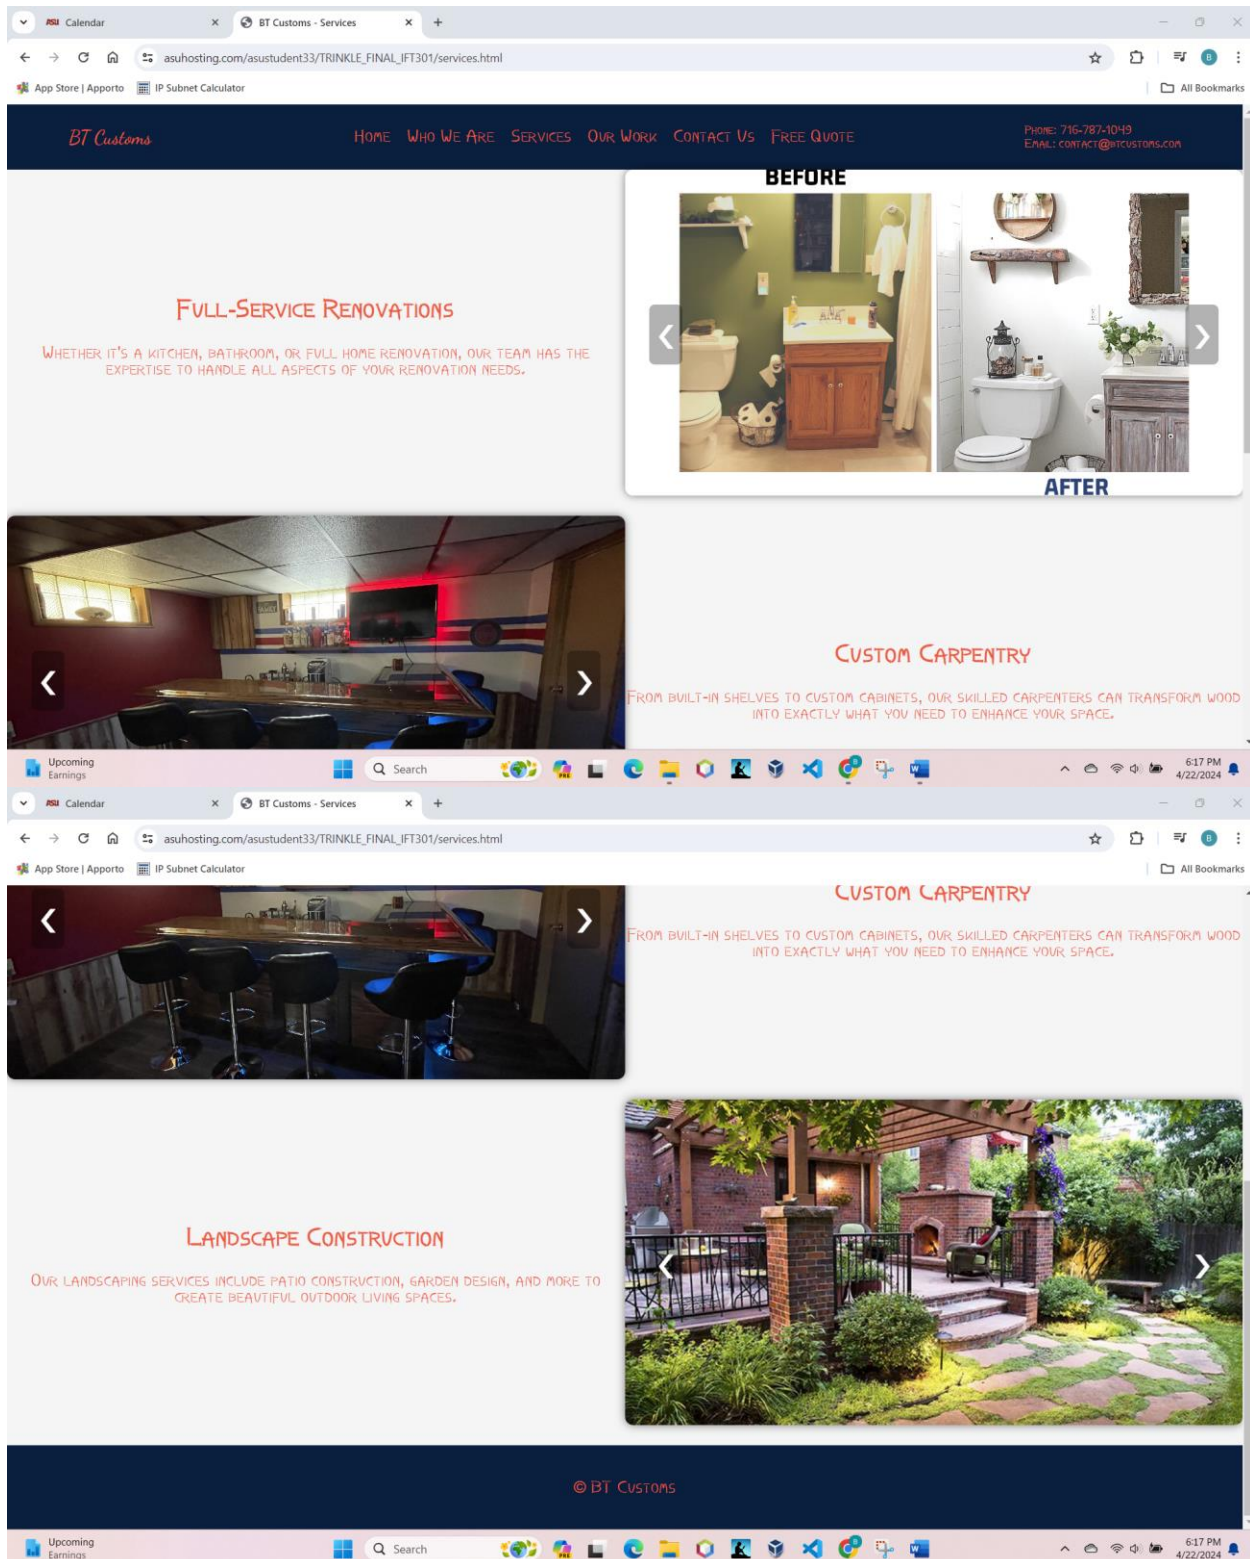 ASU Calendar
BT Customs - Services
asuhosting.com/asustudent33/TRINKLE_FINAL_IFT301/services.html
B
App Store | Apporto
IP Subnet Calculator
All Bookmarks
BT Customs
Home Who We Are Services Our Work Contact Us Free Quote
Phone: 716-787-1049
Email: contact@btcustoms.com
BEFORE
Full-Service Renovations
Whether it's a kitchen, bathroom, or full home renovation, our team has the
expertise to handle all aspects of your renovation needs.
AFTER
Custom Carpentry
From built-in shelves to custom cabinets, our skilled carpenters can transform wood
into exactly what you need to enhance your space.
Upcoming
Earnings
Search
PRE
6:17 PM
4/22/2024
ASU Calendar
BT Customs - Services
asuhosting.com/asustudent33/TRINKLE_FINAL_IFT301/services.html
B
App Store | Apporto
IP Subnet Calculator
All Bookmarks
Custom Carpentry
From built-in shelves to custom cabinets, our skilled carpenters can transform wood
into exactly what you need to enhance your space.
Landscape Construction
Our landscaping services include patio construction, garden design, and more to
create beautiful outdoor living spaces.
© BT Customs
Upcoming
Earnings
Search
PRE
6:17 PM
4/22/2024